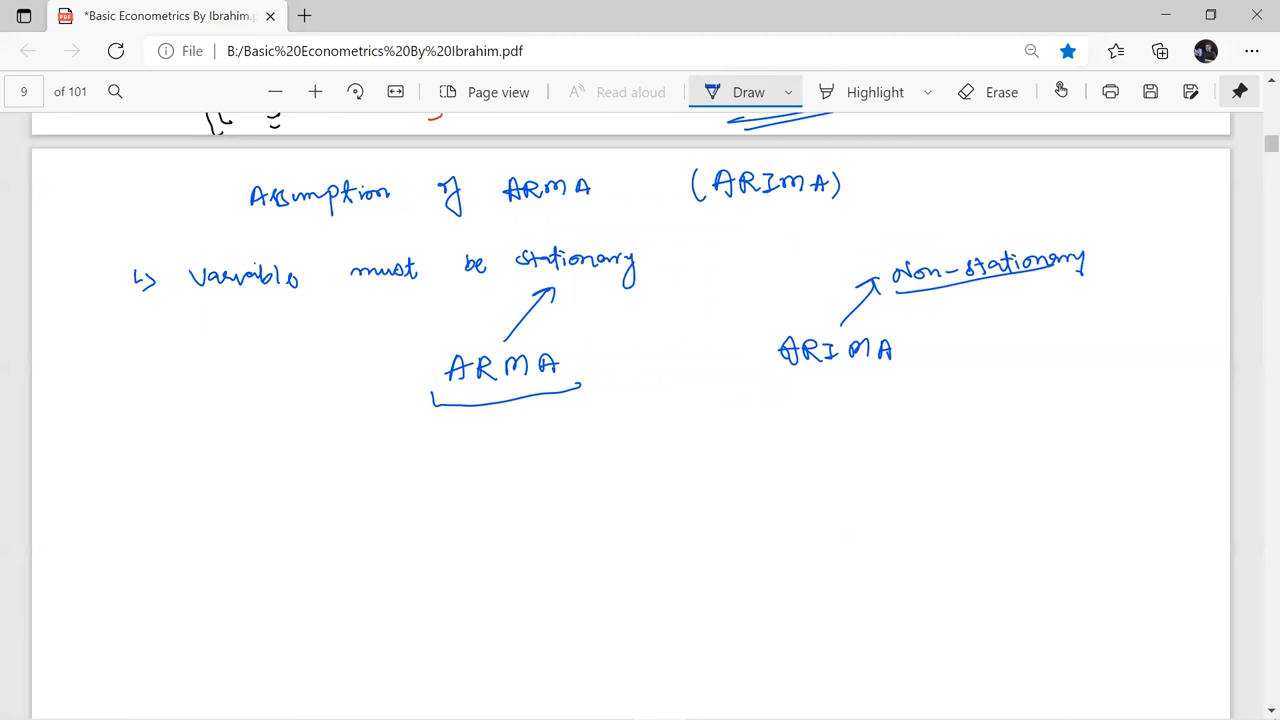 *Basic Econometrics By Ibrahim.p
File B:/Basic%20Econometrics%20By%20Ibrahim.pdf
9 of 101 Page view Read aloud Draw Highlight Erase
Assumption of ARMA (ARIMA)
↳ Variable must be stationary Non-stationary
ARMA ARIMA